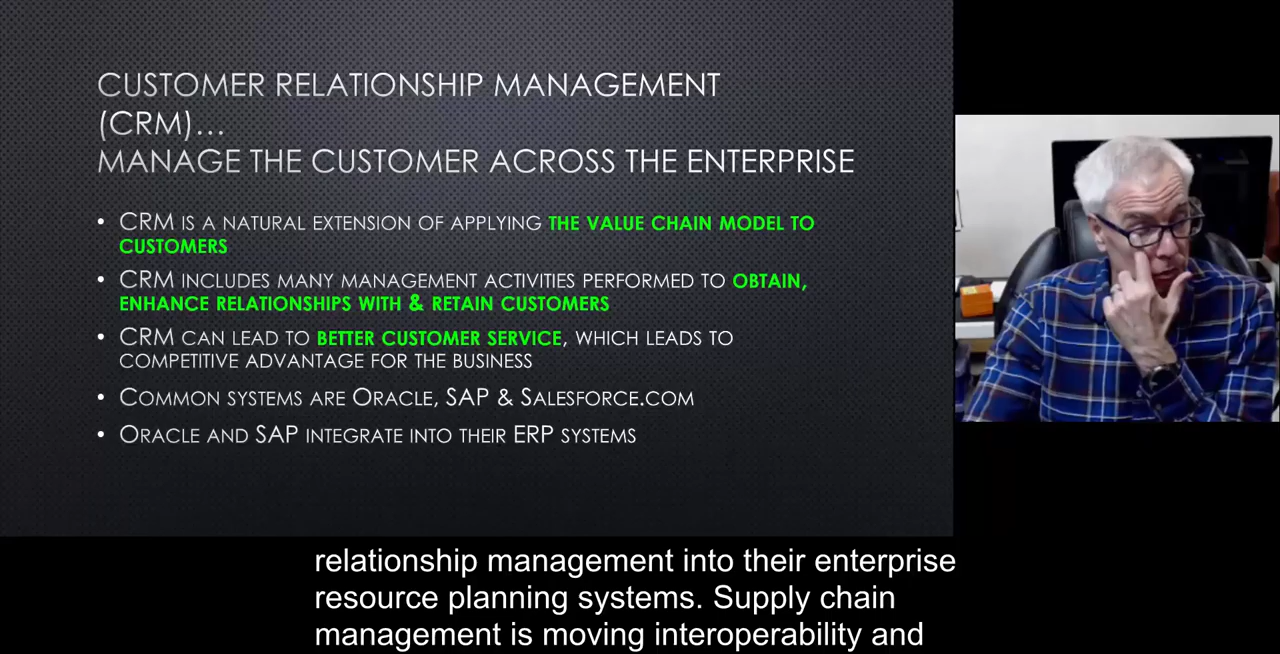 CUSTOMER RELATIONSHIP MANAGEMENT
(CRM)…
MANAGE THE CUSTOMER ACROSS THE ENTERPRISE
• CRM IS A NATURAL EXTENSION OF APPLYING THE VALUE CHAIN MODEL TO
CUSTOMERS
• CRM INCLUDES MANY MANAGEMENT ACTIVITIES PERFORMED TO OBTAIN,
ENHANCE RELATIONSHIPS WITH & RETAIN CUSTOMERS
• CRM CAN LEAD TO BETTER CUSTOMER SERVICE, WHICH LEADS TO
COMPETITIVE ADVANTAGE FOR THE BUSINESS
• COMMON SYSTEMS ARE ORACLE, SAP & SALESFORCE.COM
• ORACLE AND SAP INTEGRATE INTO THEIR ERP SYSTEMS
relationship management into their enterprise
resource planning systems. Supply chain
management is moving interoperability and